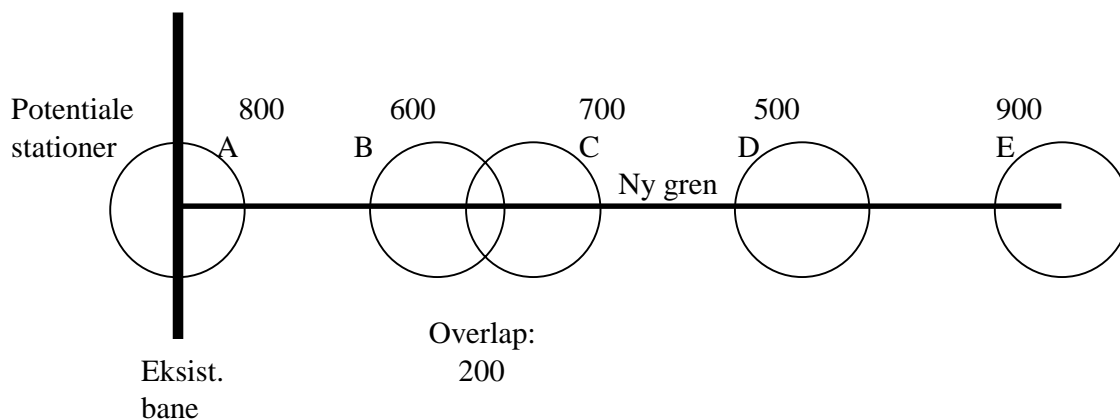 Potentiale
stationer
800
600
700
500
900
A
B
C
D
E
Ny gren
Overlap:
200
Eksist.
bane